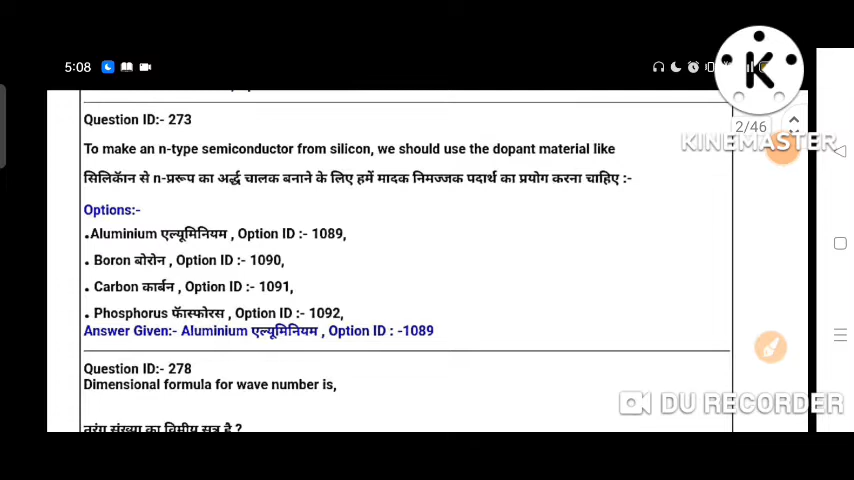 5:08
2/46
KINEMASTER
Question ID:- 273
To make an n-type semiconductor from silicon, we should use the dopant material like
सिलिकॅान से n-प्ररूप का अर्द्ध चालक बनाने के लिए हमें मादक निमज्जक पदार्थ का प्रयोग करना चाहिए :-
Options:-
.Aluminium एल्यूमिनियम , Option ID :- 1089,
. Boron बोरोन , Option ID :- 1090,
. Carbon कार्बन , Option ID :- 1091,
. Phosphorus फॅास्फोरस , Option ID :- 1092,
Answer Given:- Aluminium एल्यूमिनियम , Option ID : -1089
Question ID:- 278
Dimensional formula for wave number is,
DU RECORDER
तरंग संख्या का विमीय सूत्र है ?